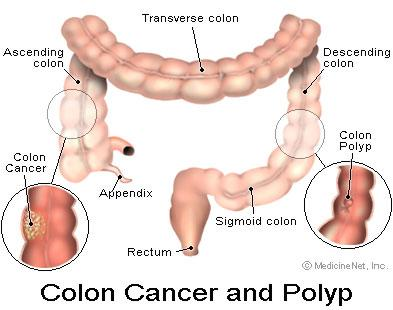 Transverse colon
Ascending
colon
Descending
colon
Colon
Cancer
Colon
Polyp
Appendix
Sigmoid colon
Rectum
© MedicineNet, Inc.
Colon Cancer and Polyp